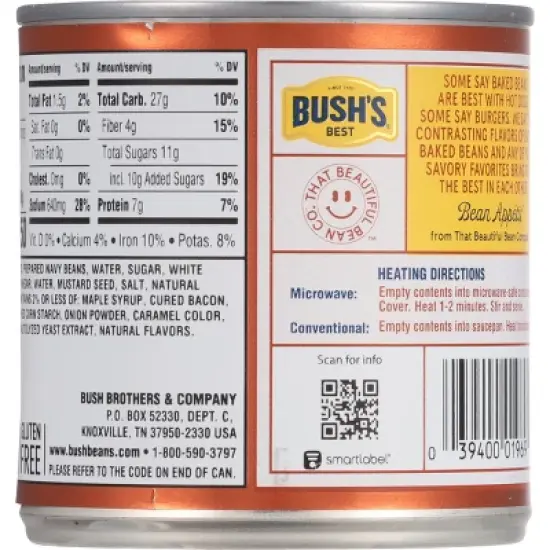 Amount/serving % DV Amount/serving % DV
Total Fat 1.5g 2% Total Carb. 27g 10%
Sat. Fat 0g 0% Fiber 4g 15%
Trans Fat 0g Total Sugars 11g
Cholest. 0mg 0% incl. 10g Added Sugars 19%
Sodium 640mg 28% Protein 7g 7%
Vit. D 0% • Calcium 4% • Iron 10% • Potas. 8%
PREPARED NAVY BEANS, WATER, SUGAR, WHITE
WATER, MUSTARD SEED, SALT, NATURAL
2% OR LESS OF: MAPLE SYRUP, CURED BACON,
CORN STARCH, ONION POWDER, CARAMEL COLOR,
YEAST EXTRACT, NATURAL FLAVORS.
BUSH BROTHERS & COMPANY
P.O. BOX 52330, DEPT. C,
KNOXVILLE, TN 37950-2330 USA
www.bushbeans.com • 1-800-590-3797
PLEASE REFER TO THE CODE ON END OF CAN.
GLUTEN
FREE
BUSH'S
BEST
THAT BEAUTIFUL BEAN CO.
SOME SAY BAKED
ARE BEST WITH HOT
SOME SAY BURGERS.
CONTRASTING FLAVORS
BAKED BEANS AND ANY
SAVORY FAVORITES BRING
THE BEST IN EACH
Bean Appétit
from That Beautiful Bean
HEATING DIRECTIONS
Microwave: Empty contents into microwave-safe
Cover. Heat 1-2 minutes. Stir and
Conventional: Empty contents into saucepan. Heat
Scan for info
smartlabel
0 39400 0196